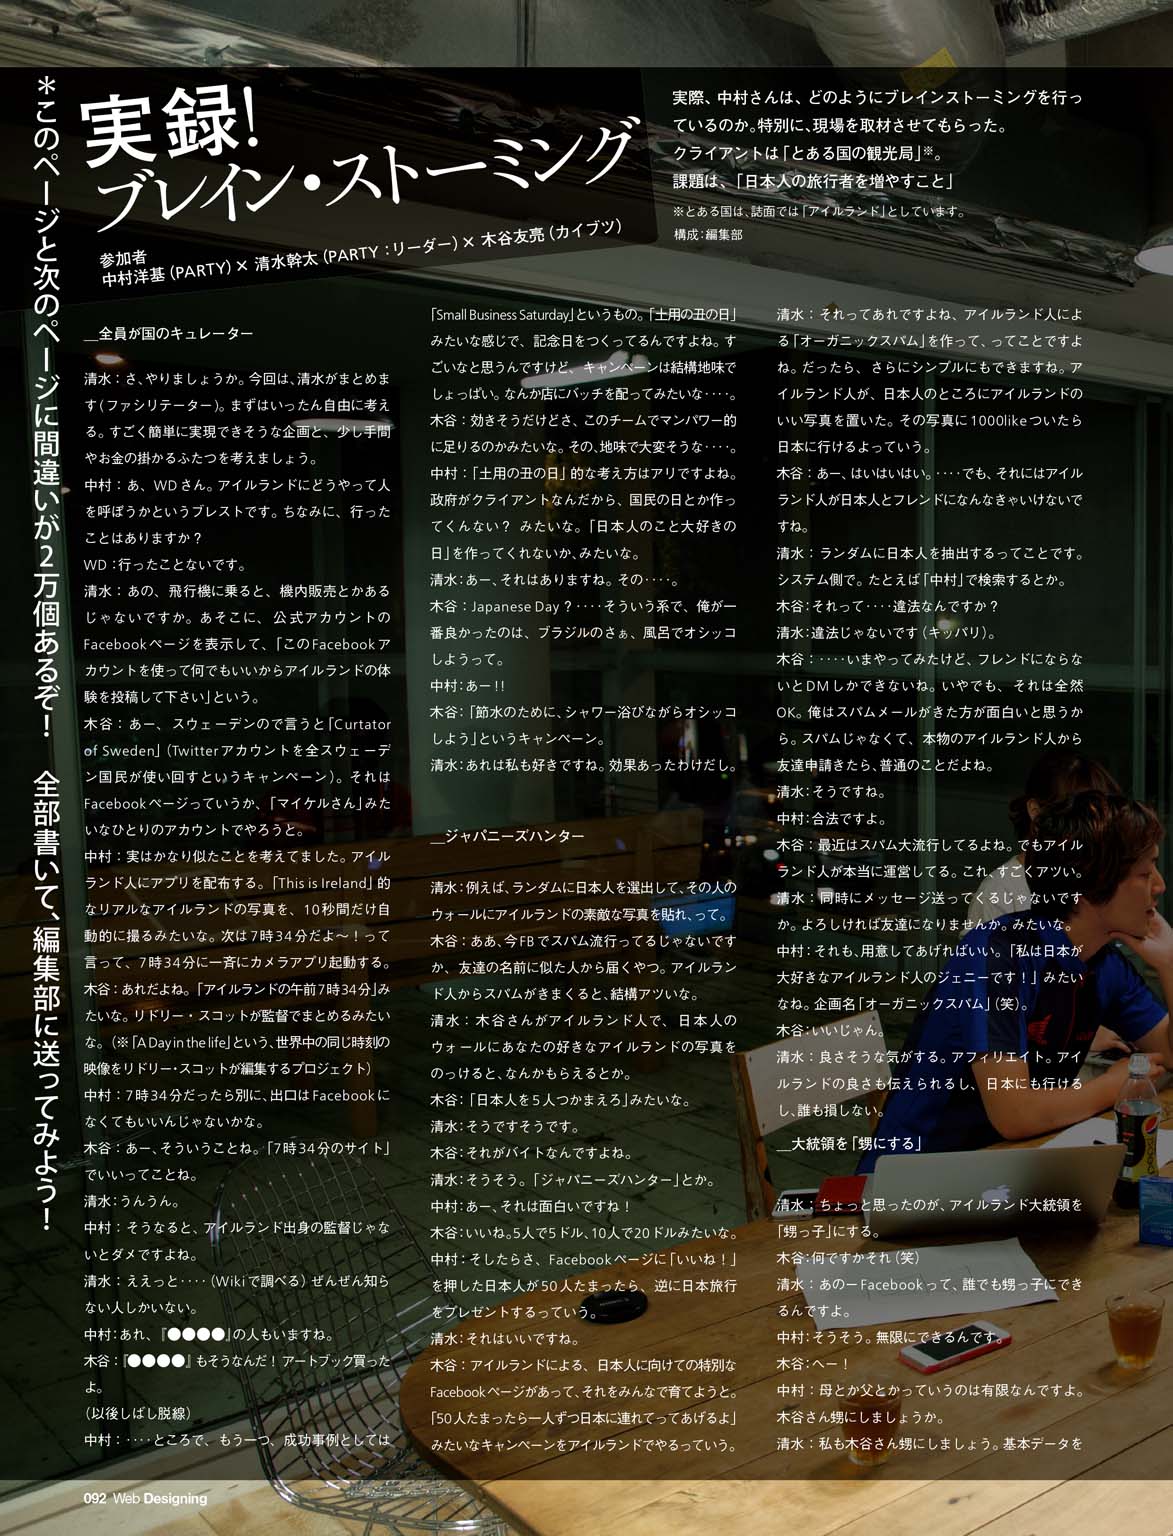 ＊このページと次のページに間違いが2万個あるぞ！　全部書いて、編集部に送ってみよう！
実録！
ブレイン・ストーミング
参加者
中村洋基（PARTY）× 清水幹太（PARTY：リーダー）× 木谷友亮（カイブツ）
実際、中村さんは、どのようにブレインストーミングを行っ
ているのか。特別に、現場を取材させてもらった。
クライアントは「とある国の観光局」※。
課題は、「日本人の旅行者を増やすこと」
※とある国は、誌面では「アイルランド」としています。
構成：編集部
__全員が国のキュレーター
清水：さ、やりましょうか。今回は、清水がまとめま
す（ファシリテーター）。まずはいったん自由に考え
る。すごく簡単に実現できそうな企画と、少し手間
やお金の掛かるふたつを考えましょう。
中村：あ、WDさん。アイルランドにどうやって人
を呼ぼうかというブレストです。ちなみに、行った
ことはありますか？
WD：行ったことないです。
清水：あの、飛行機に乗ると、機内販売とかある
じゃないですか。あそこに、公式アカウントの
Facebookページを表示して、「このFacebookア
カウントを使って何でもいいからアイルランドの体
験を投稿して下さい」という。
木谷：あー、スウェーデンので言うと「Curtator
of Sweden」（Twitterアカウントを全スウェーデ
ン国民が使い回すというキャンペーン）。それは
Facebookページっていうか、「マイケルさん」みた
いなひとりのアカウントでやろうと。
中村：実はかなり似たことを考えてました。アイル
ランド人にアプリを配布する。「This is Ireland」的
なリアルなアイルランドの写真を、10秒間だけ自
動的に撮るみたいな。次は7時34分だよ〜！って
言って、7時34分に一斉にカメラアプリ起動する。
木谷：あれだよね。「アイルランドの午前7時34分」み
たいな。リドリー・スコットが監督でまとめるみたい
な。（※「A Day in the life」という、世界中の同じ時刻の
映像をリドリー・スコットが編集するプロジェクト）
中村：7時34分だったら別に、出口はFacebookに
なくてもいいんじゃないかな。
木谷：あー、そういうことね。「7時34分のサイト」
でいいってことね。
清水：うんうん。
中村：そうなると、アイルランド出身の監督じゃな
いとダメですよね。
清水：ええっと‥‥（Wikiで調べる）ぜんぜん知ら
ない人しかいない。
中村：あれ、『●●●●』の人もいますね。
木谷：『●●●●』もそうなんだ！ アートブック買った
よ。
（以後しばし脱線）
中村：‥‥ところで、もう一つ、成功事例としては
「Small Business Saturday」というもの。「土用の丑の日」
みたいな感じで、記念日をつくってるんですよね。す
ごいなと思うんですけど、キャンペーンは結構地味で
しょっぱい。なんか店にバッチを配ってみたいな‥‥。
木谷：効きそうだけどさ、このチームでマンパワー的
に足りるのかみたいな。その、地味で大変そうな‥‥。
中村：「土用の丑の日」的な考え方はアリですよね。
政府がクライアントなんだから、国民の日とか作っ
てくんない？ みたいな。「日本人のこと大好きの
日」を作ってくれないか、みたいな。
清水：あー、それはありますね。その‥‥。
木谷：Japanese Day？‥‥そういう系で、俺が一
番良かったのは、ブラジルのさぁ、風呂でオシッコ
しようって。
中村：あー!!
木谷：「節水のために、シャワー浴びながらオシッコ
しよう」というキャンペーン。
清水：あれは私も好きですね。効果あったわけだし。
__ジャパニーズハンター
清水：例えば、ランダムに日本人を選出して、その人の
ウォールにアイルランドの素敵な写真を貼れ、って。
木谷：ああ、今FBでスパム流行ってるじゃないです
か、友達の名前に似た人から届くやつ。アイルラン
ド人からスパムがきまくると、結構アツいな。
清水：木谷さんがアイルランド人で、日本人の
ウォールにあなたの好きなアイルランドの写真を
のっけると、なんかもらえるとか。
木谷：「日本人を5人つかまえろ」みたいな。
清水：そうですそうです。
木谷：それがバイトなんですよね。
清水：そうそう。「ジャパニーズハンター」とか。
中村：あー、それは面白いですね！
木谷：いいね。5人で5ドル、10人で20ドルみたいな。
中村：そしたらさ、Facebookページに「いいね！」
を押した日本人が50人たまったら、逆に日本旅行
をプレゼントするっていう。
清水：それはいいですね。
木谷：アイルランドによる、日本人に向けての特別な
Facebookページがあって、それをみんなで育てようと。
「50人たまったら一人ずつ日本に連れてってあげるよ」
みたいなキャンペーンをアイルランドでやるっていう。
清水：それってあれですよね、アイルランド人によ
る「オーガニックスパム」を作って、ってことですよ
ね。だったら、さらにシンプルにもできますね。ア
イルランド人が、日本人のところにアイルランドの
いい写真を置いた。その写真に1000likeついたら
日本に行けるよっていう。
木谷：あー、はいはいはい。‥‥でも、それにはアイル
ランド人が日本人とフレンドになんなきゃいけないで
すね。
清水：ランダムに日本人を抽出するってことです。
システム側で。たとえば「中村」で検索するとか。
木谷：それって‥‥違法なんですか？
清水：違法じゃないです（キッパリ）。
木谷：‥‥いまやってみたけど、フレンドにならな
いとDMしかできないね。いやでも、それは全然
OK。俺はスパムメールがきた方が面白いと思うか
ら。スパムじゃなくて、本物のアイルランド人から
友達申請きたら、普通のことだよね。
清水：そうですね。
中村：合法ですよ。
木谷：最近はスパム大流行してるよね。でもアイル
ランド人が本当に運営してる。これ、すごくアツい。
清水：同時にメッセージ送ってくるじゃないです
か。よろしければ友達になりませんか。みたいな。
中村：それも、用意してあげればいい。「私は日本が
大好きなアイルランド人のジェニーです！」みたい
なね。企画名「オーガニックスパム」（笑）。
木谷：いいじゃん。
清水：良さそうな気がする。アフィリエイト。アイ
ルランドの良さも伝えられるし、日本にも行ける
し、誰も損しない。
__大統領を「甥にする」
清水：ちょっと思ったのが、アイルランド大統領を
「甥っ子」にする。
木谷：何ですかそれ（笑）
清水：あのーFacebookって、誰でも甥っ子にでき
るんですよ。
中村：そうそう。無限にできるんです。
木谷：へー！
中村：母とか父とかっていうのは有限なんですよ。
木谷さん甥にしましょうか。
清水：私も木谷さん甥にしましょう。基本データを
092 Web Designing